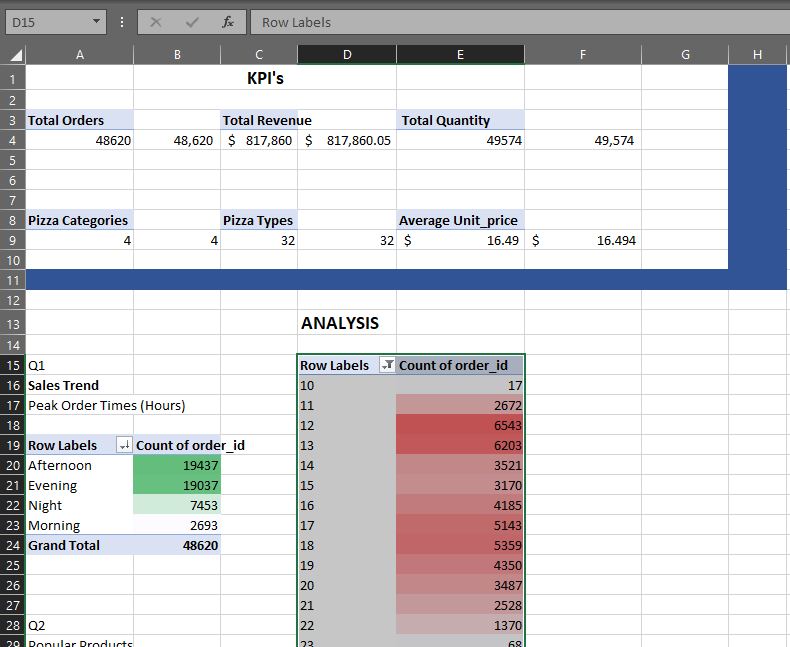 D15 fx Row Labels
A B C D E F G H
1 KPI's
2
3 Total Orders Total Revenue Total Quantity
4 48620 48,620 $ 817,860 $ 817,860.05 49574 49,574
5
6
7
8 Pizza Categories Pizza Types Average Unit_price
9 4 4 32 32 $ 16.49 $ 16.494
10
11
12
13 ANALYSIS
14
15 Q1 Row Labels Count of order_id
16 Sales Trend 10 17
17 Peak Order Times (Hours) 11 2672
18 12 6543
19 Row Labels Count of order_id 13 6203
20 Afternoon 19437 14 3521
21 Evening 19037 15 3170
22 Night 7453 16 4185
23 Morning 2693 17 5143
24 Grand Total 48620 18 5359
25 19 4350
26 20 3487
27 21 2528
28 Q2 22 1370
29 Popular Products 23 68